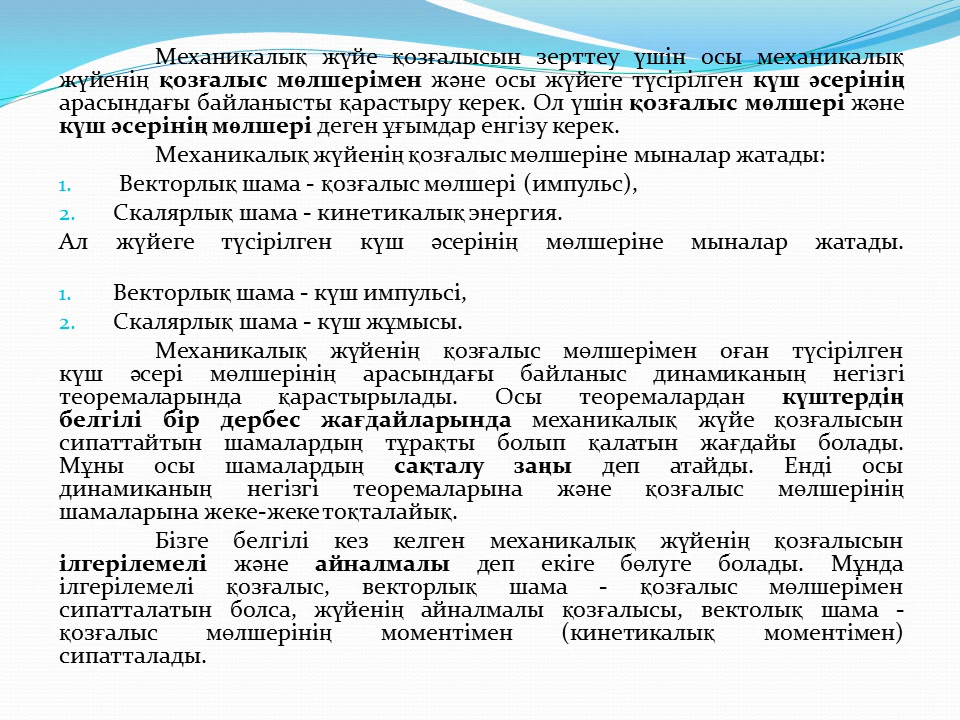 Механикалық жүйе қозғалысын зерттеу үшін осы механикалық
жүйенің қозғалыс мөлшерімен және осы жүйеге түсірілген күш әсерінің
арасындағы байланысты қарастыру керек. Ол үшін қозғалыс мөлшері және
күш әсерінің мөлшері деген ұғымдар енгізу керек.
Механикалық жүйенің қозғалыс мөлшеріне мыналар жатады:
1. Векторлық шама - қозғалыс мөлшері (импульс),
2. Скалярлық шама - кинетикалық энергия.
Ал жүйеге түсірілген күш әсерінің мөлшеріне мыналар жатады.
1. Векторлық шама - күш импульсі,
2. Скалярлық шама - күш жұмысы.
Механикалық жүйенің қозғалыс мөлшерімен оған түсірілген
күш әсері мөлшерінің арасындағы байланыс динамиканың негізгі
теоремаларында қарастырылады. Осы теоремалардан күштердің
белгілі бір дербес жағдайларында механикалық жүйе қозғалысын
сипаттайтын шамалардың тұрақты болып қалатын жағдайы болады.
Мұны осы шамалардың сақталу заңы деп атайды. Енді осы
динамиканың негізгі теоремаларына және қозғалыс мөлшерінің
шамаларына жеке-жеке тоқталайық.
Бізге белгілі кез келген механикалық жүйенің қозғалысын
ілгерілемелі және айналмалы деп екіге бөлуге болады. Мұнда
ілгерілемелі қозғалыс, векторлық шама - қозғалыс мөлшерімен
сипатталатын болса, жүйенің айналмалы қозғалысы, вектолық шама -
қозғалыс мөлшерінің моментімен (кинетикалық моментімен)
сипатталады.